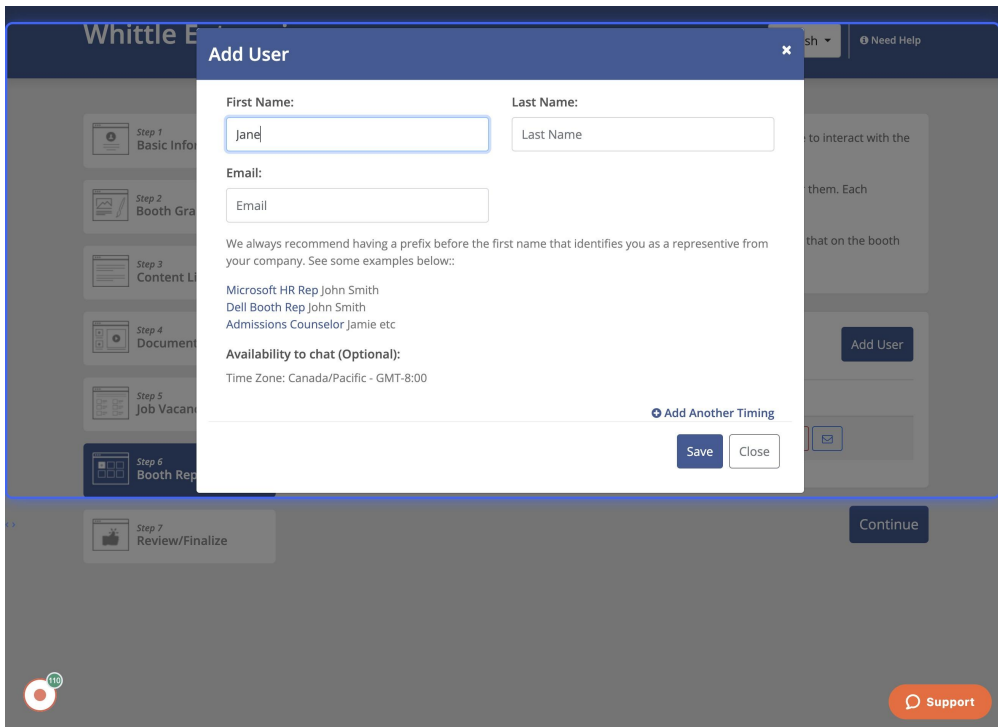 Whittle E
sh
Need Help
Add User
×
First Name:
Last Name:
Jane
Last Name
Email:
Email
We always recommend having a prefix before the first name that identifies you as a representive from
your company. See some examples below::
Microsoft HR Rep John Smith
Dell Booth Rep John Smith
Admissions Counselor Jamie etc
Availability to chat (Optional):
Time Zone: Canada/Pacific - GMT-8:00
Add Another Timing
Save
Close
Step 1
Basic Infor
Step 2
Booth Gra
Step 3
Content Li
Step 4
Document
Step 5
Job Vacan
Step 6
Booth Rep
Step 7
Review/Finalize
to interact with the
them. Each
that on the booth
Add User
Continue
110
Support